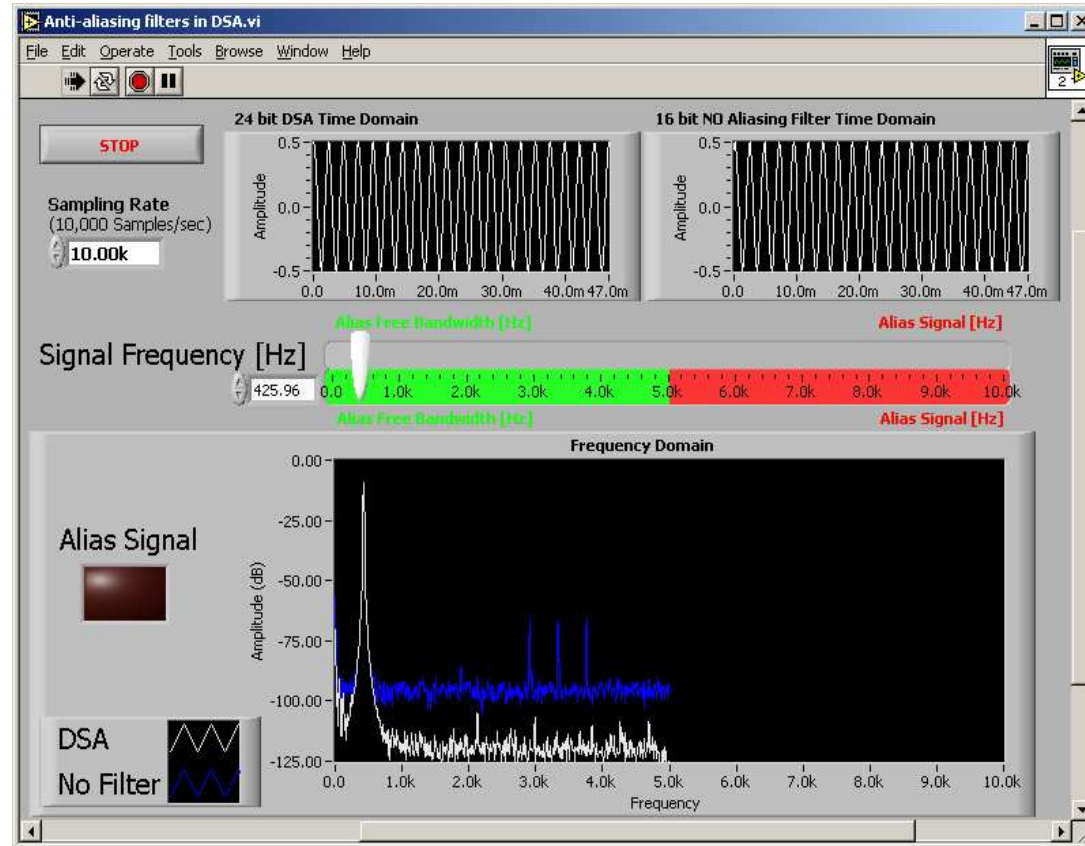 Anti-aliasing filters in DSA.vi
File Edit Operate Tools Browse Window Help
2
24 bit DSA Time Domain
16 bit NO Aliasing Filter Time Domain
STOP
Sampling Rate
(10,000 Samples/sec)
10.00k
Amplitude
0.5
0.0
-0.5
0.0 10.0m 20.0m 30.0m 40.0m 47.0m
Amplitude
0.5
0.0
-0.5
0.0 10.0m 20.0m 30.0m 40.0m 47.0m
Alias Free Bandwidth [Hz]
Alias Signal [Hz]
Signal Frequency [Hz]
425.96
0.0 1.0k 2.0k 3.0k 4.0k 5.0k 6.0k 7.0k 8.0k 9.0k 10.0k
Alias Free Bandwidth [Hz]
Alias Signal [Hz]
Frequency Domain
Alias Signal
Amplitude (dB)
0.00
-25.00
-50.00
-75.00
-100.00
-125.00
0.0 1.0k 2.0k 3.0k 4.0k 5.0k 6.0k 7.0k 8.0k 9.0k 10.0k
Frequency
DSA
No Filter